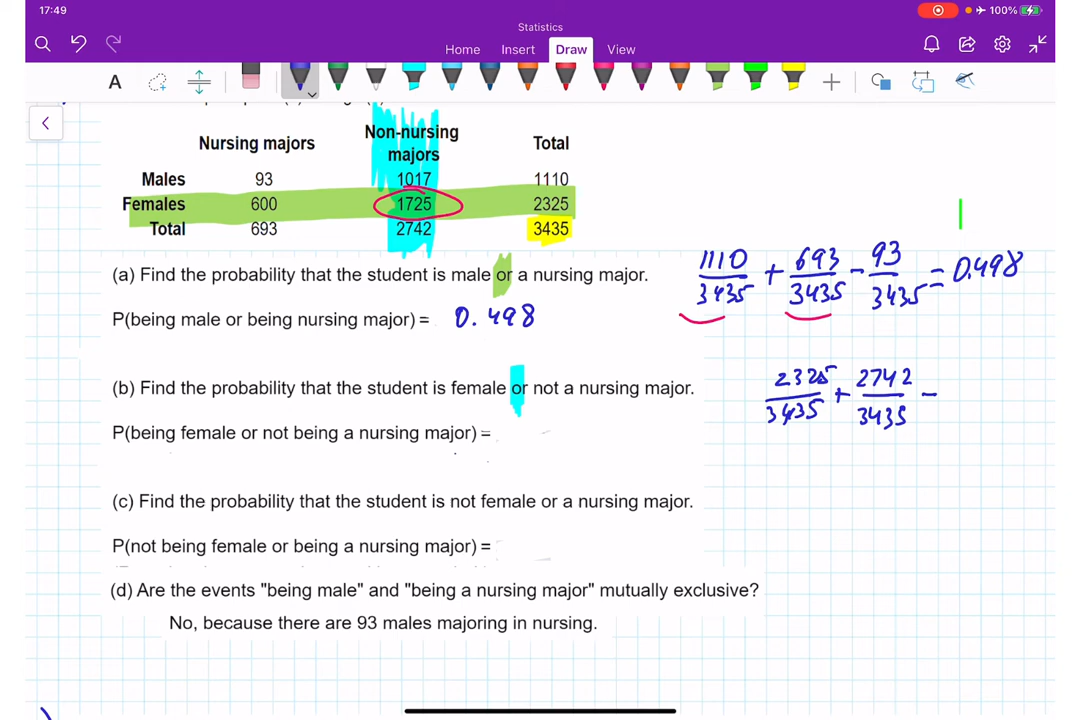 17:49
100%
Statistics
Home Insert Draw View
A
Nursing majors Non-nursing majors Total
Males 93 1017 1110
Females 600 1725 2325
Total 693 2742 3435
(a) Find the probability that the student is male or a nursing major.
P(being male or being nursing major) = 0.498
1110/3435 + 693/3435 - 93/3435 = 0.498
(b) Find the probability that the student is female or not a nursing major.
P(being female or not being a nursing major) =
2325/3435 + 2742/3435 -
(c) Find the probability that the student is not female or a nursing major.
P(not being female or being a nursing major) =
(d) Are the events "being male" and "being a nursing major" mutually exclusive?
No, because there are 93 males majoring in nursing.